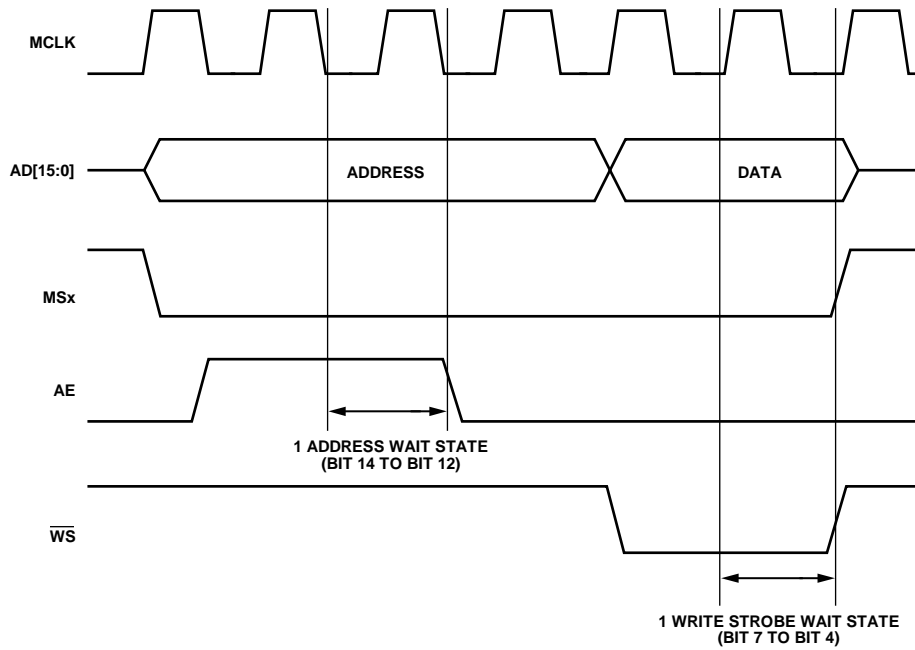 MCLK
AD[15:0]
ADDRESS
DATA
MSx
AE
1 ADDRESS WAIT STATE
(BIT 14 TO BIT 12)
WS
1 WRITE STROBE WAIT STATE
(BIT 7 TO BIT 4)